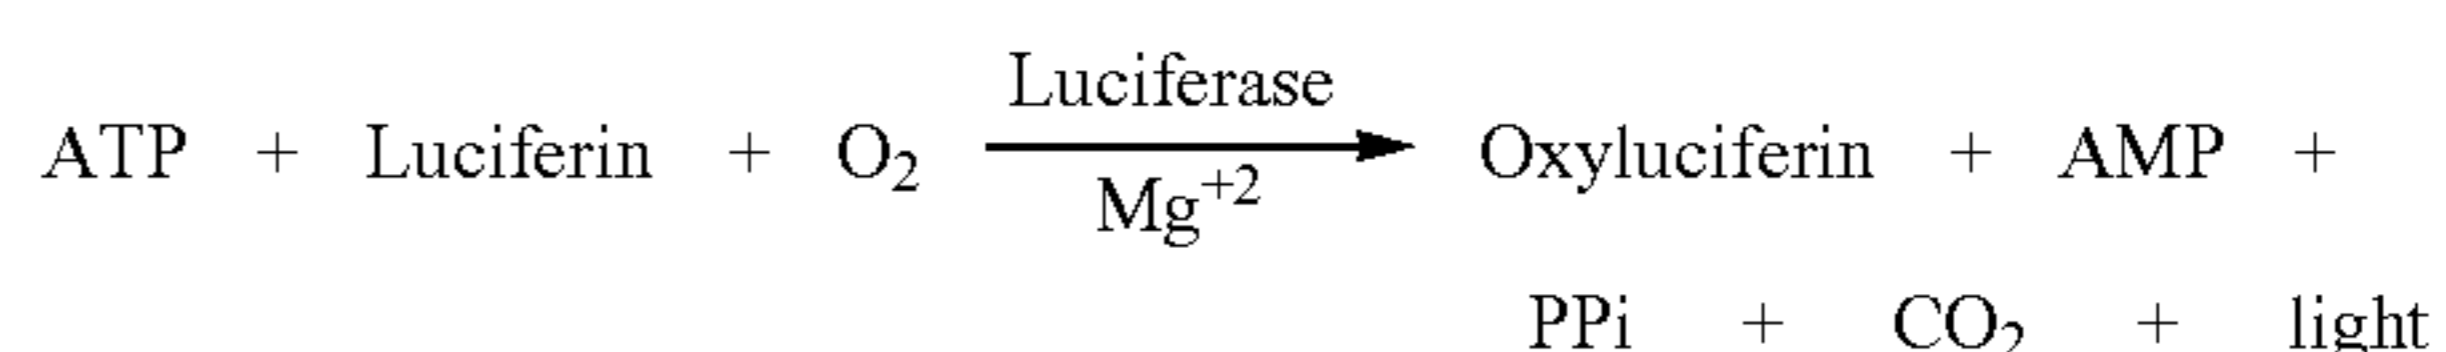 Luciferase
ATP + Luciferin + O₂ → Oxyluciferin + AMP +
Mg⁺²
PPi + CO₂ + light